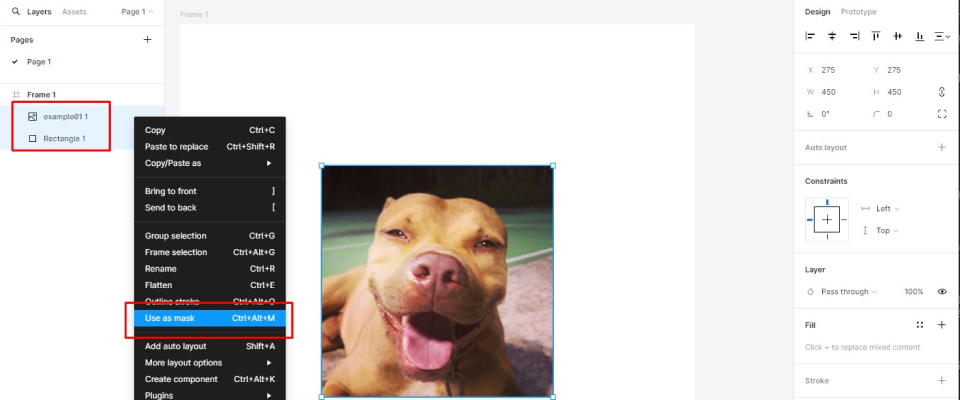 Layers Assets Page 1
Pages
Page 1
Frame 1
example01 1
Rectangle 1
Frame 1
Copy Ctrl+C
Paste to replace Ctrl+Shift+R
Copy/Paste as
Bring to front ]
Send to back [
Group selection Ctrl+G
Frame selection Ctrl+Alt+G
Rename Ctrl+R
Flatten Ctrl+E
Outline stroke Ctrl+Alt+O
Use as mask Ctrl+Alt+M
Add auto layout Shift+A
More layout options
Create component Ctrl+Alt+K
Plugins
Design Prototype
X 275 Y 275
W 450 H 450
0° 0
Auto layout
Constraints
Left
Top
Layer
Pass through 100%
Fill
Click + to replace mixed content
Stroke